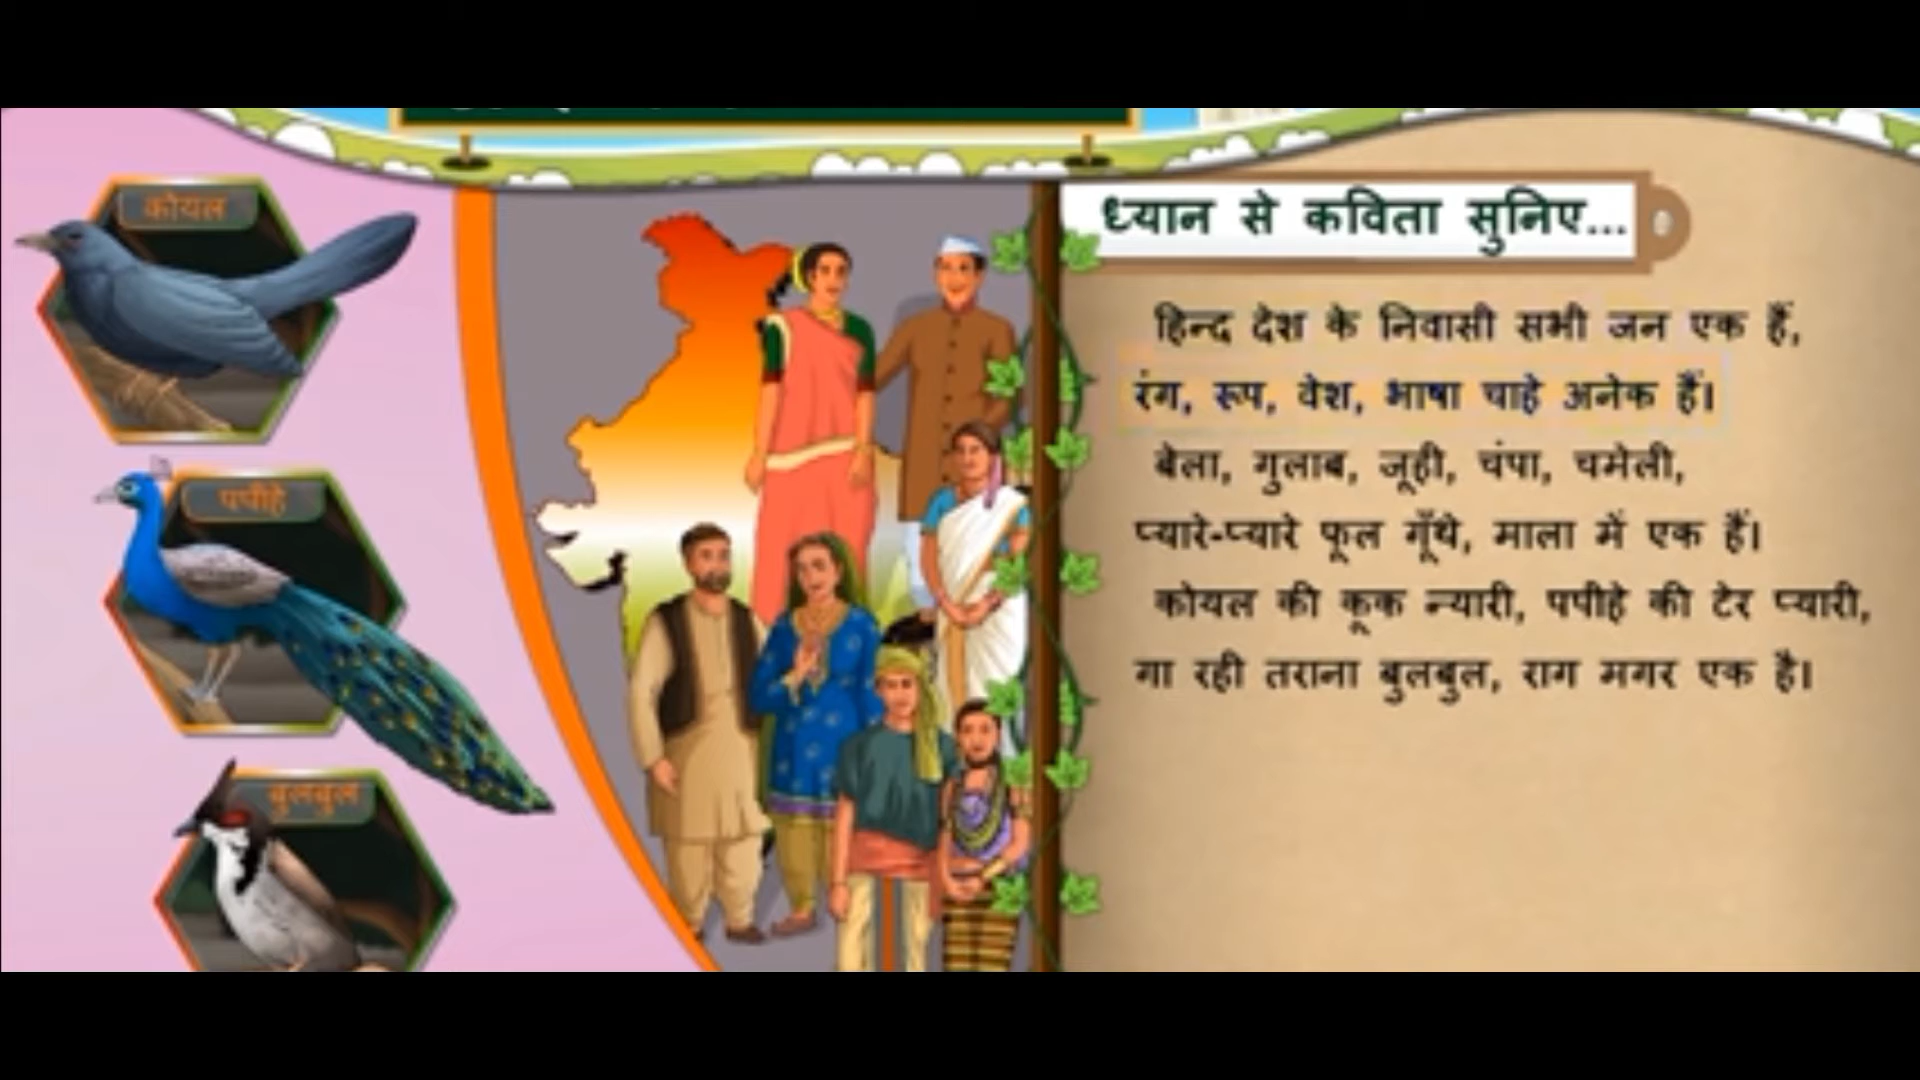 कोयल
पपीहे
बुलबुल
ध्यान से कविता सुनिए...
हिन्द देश के निवासी सभी जन एक हैं,
रंग, रूप, वेश, भाषा चाहे अनेक हैं।
बेला, गुलाब, जूही, चंपा, चमेली,
प्यारे-प्यारे फूल गूँथे, माला में एक हैं।
कोयल की कूक न्यारी, पपीहे की टेर प्यारी,
गा रही तराना बुलबुल, राग मगर एक है।